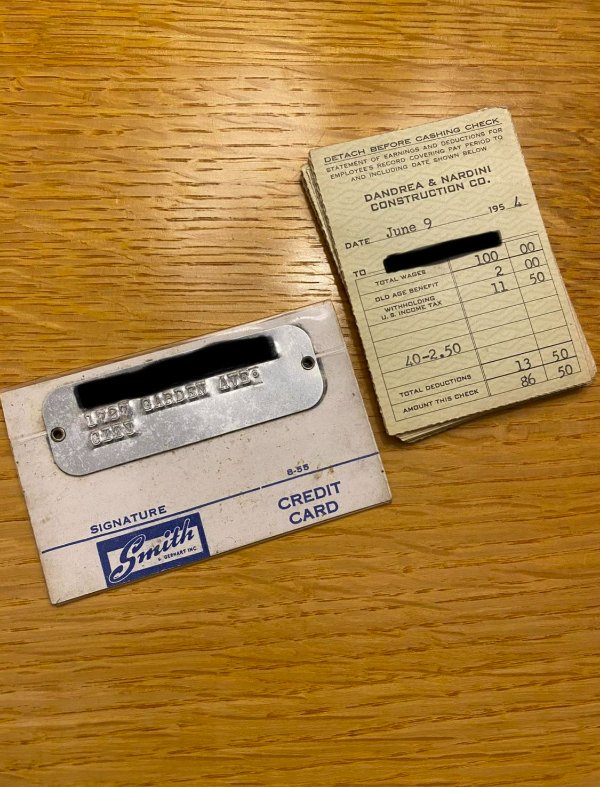 DETACH BEFORE CASHING CHECK
STATEMENT OF EARNINGS AND DEDUCTIONS FOR
EMPLOYEE'S RECORD COVERING PAY PERIOD TO
AND INCLUDING DATE SHOWN BELOW
DANDREA & NARDINI
CONSTRUCTION CO.
DATE June 9 1954
TO
TOTAL WAGES 100 00
OLD AGE BENEFIT 2 00
WITHHOLDING
U. S. INCOME TAX 11 50
40-2.50
TOTAL DEDUCTIONS 13 50
AMOUNT THIS CHECK 86 50
GARDEN AVE
CITY
8-55
SIGNATURE
CREDIT
CARD
Smith
& GERHART INC